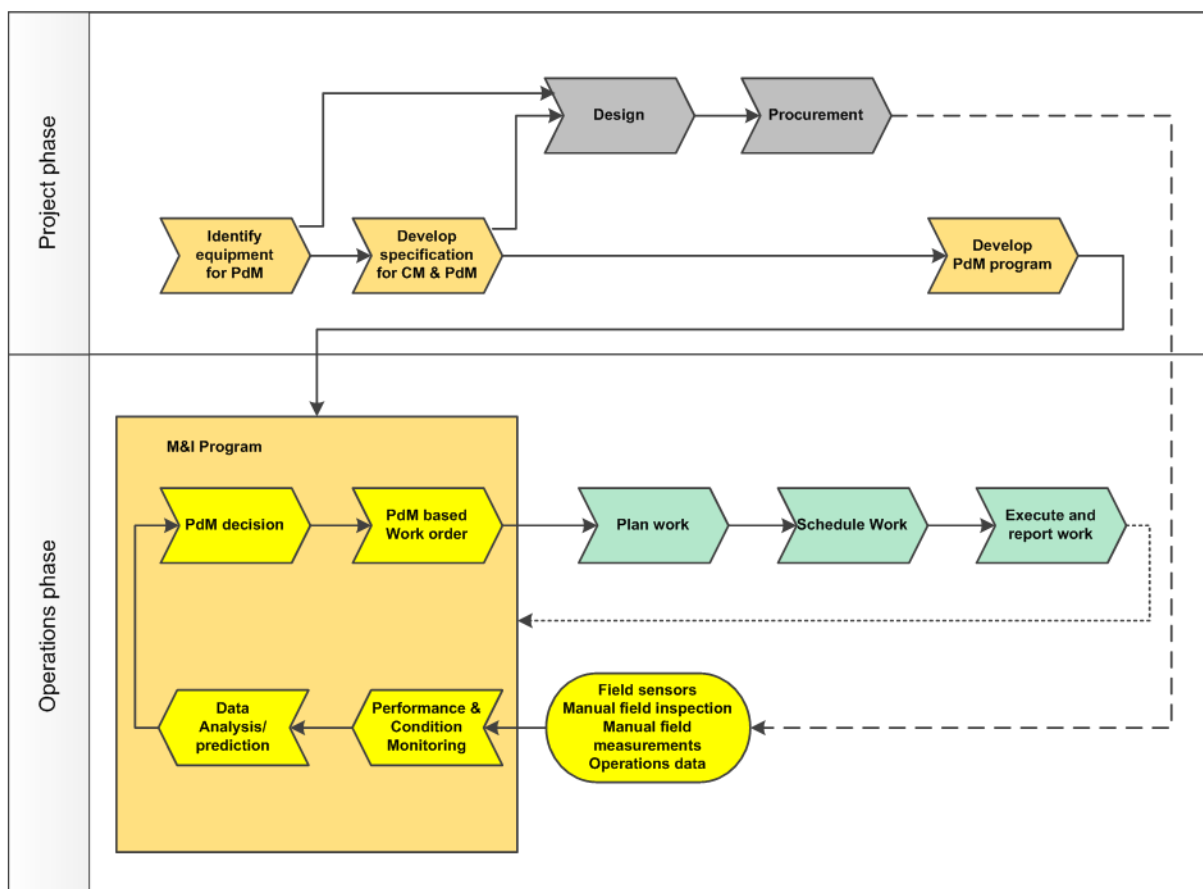 Project phase
Design
Procurement
Identify
equipment
for PdM
Develop
specification
for CM & PdM
Develop
PdM program
Operations phase
M&I Program
PdM decision
PdM based
Work order
Plan work
Schedule Work
Execute and
report work
Data
Analysis/
prediction
Performance &
Condition
Monitoring
Field sensors
Manual field inspection
Manual field
measurements
Operations data